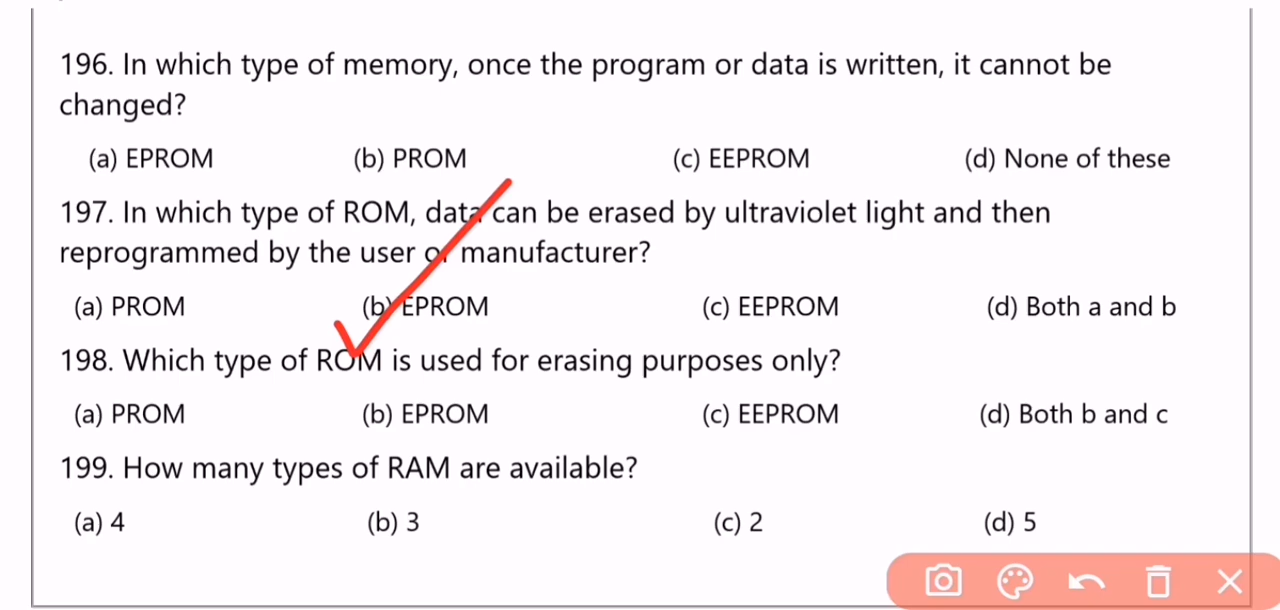 196. In which type of memory, once the program or data is written, it cannot be
changed?
(a) EPROM (b) PROM (c) EEPROM (d) None of these
197. In which type of ROM, data can be erased by ultraviolet light and then
reprogrammed by the user or manufacturer?
(a) PROM (b) EPROM (c) EEPROM (d) Both a and b
198. Which type of ROM is used for erasing purposes only?
(a) PROM (b) EPROM (c) EEPROM (d) Both b and c
199. How many types of RAM are available?
(a) 4 (b) 3 (c) 2 (d) 5